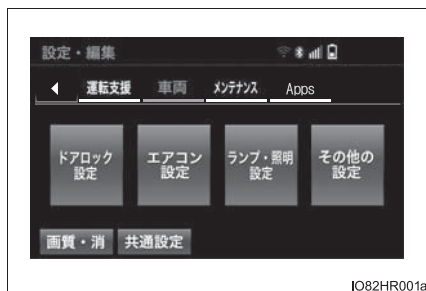 設定・編集
運転支援 車両 メンテナンス Apps
ドアロック設定 エアコン設定 ランプ・照明設定 その他の設定
画質・消 共通設定
IO82HR001a